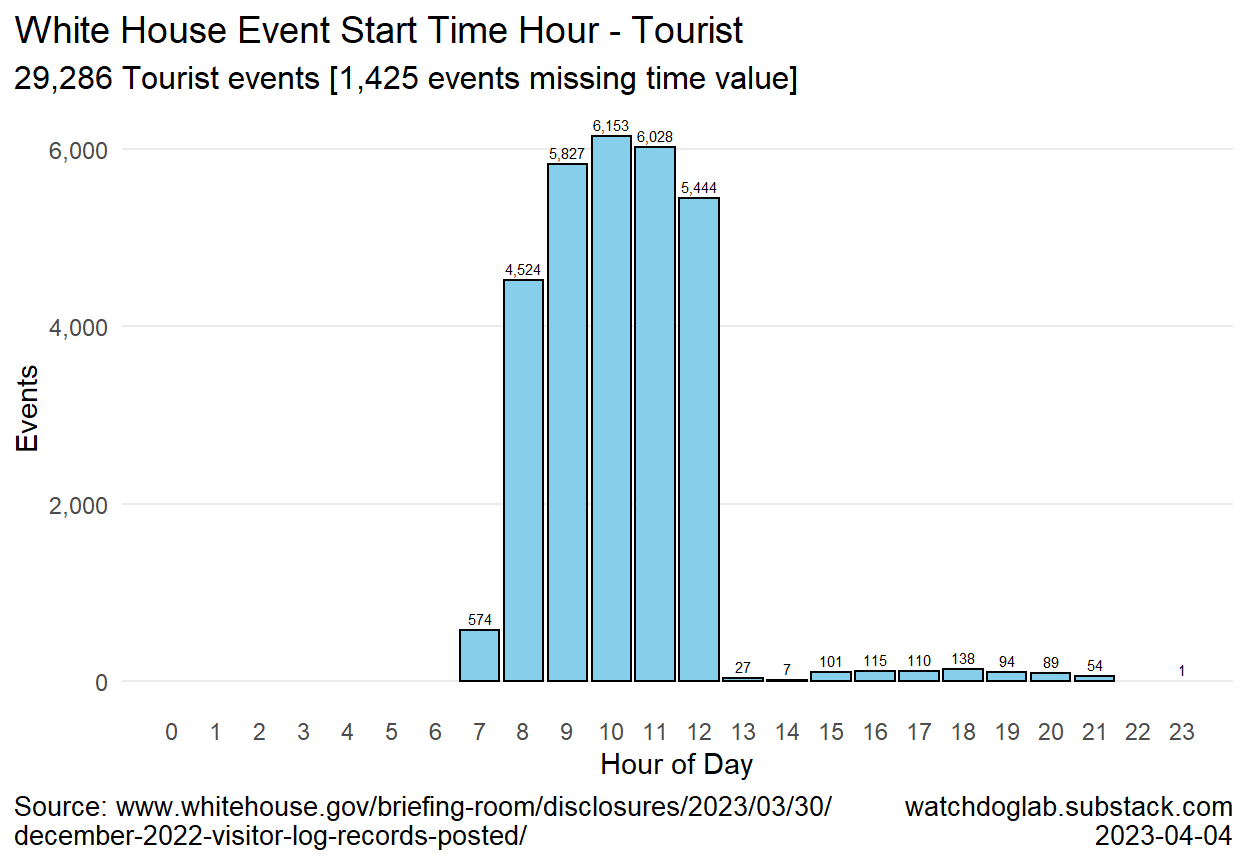 White House Event Start Time Hour - Tourist
29,286 Tourist events [1,425 events missing time value]
6,153
6,028
6,000
5,827
5,444
4,524
4,000
Events
2,000
574
27
7
101
115
110
138
94
89
54
1
0
0 1 2 3 4 5 6 7 8 9 10 11 12 13 14 15 16 17 18 19 20 21 22 23
Hour of Day
Source: www.whitehouse.gov/briefing-room/disclosures/2023/03/30/
december-2022-visitor-log-records-posted/
watchdoglab.substack.com
2023-04-04